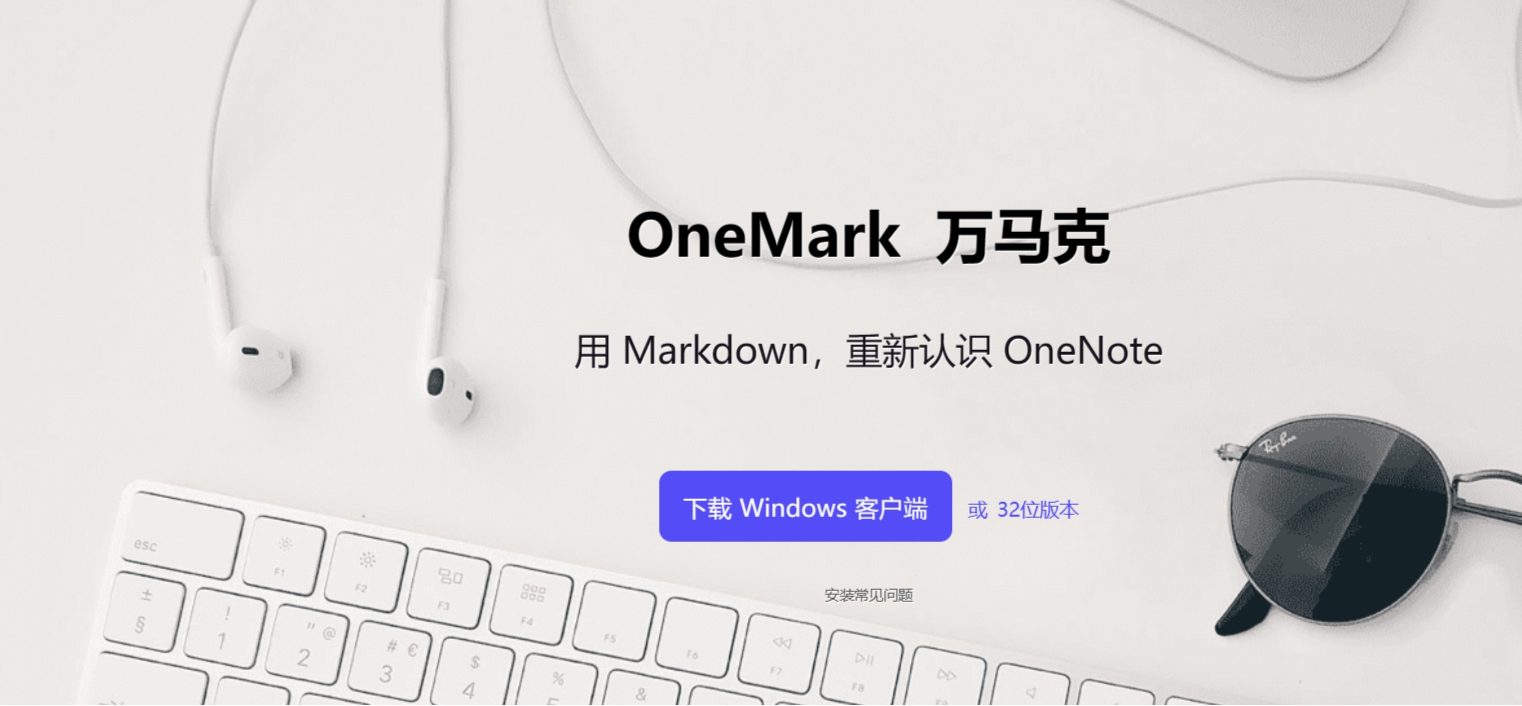 OneMark 万马克
用 Markdown，重新认识 OneNote
Ray-Ban
下载 Windows 客户端 或 32位版本
安装常见问题
esc
F1
F2
F3
F4
F5
F6
F7
F8
± §
! 1
" @ 2
# € 3
$ 4
%
&